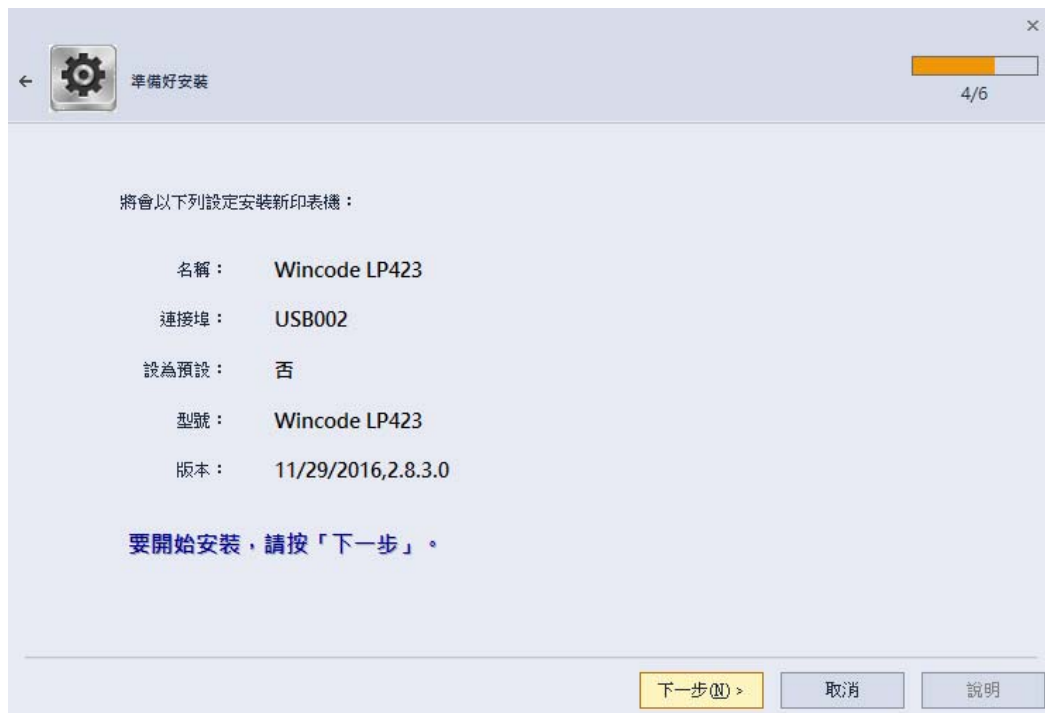 準備好安裝
4/6
將會以下列設定安裝新印表機：
名稱： Wincode LP423
連接埠： USB002
設為預設： 否
型號： Wincode LP423
版本： 11/29/2016,2.8.3.0
要開始安裝，請按「下一步」。
下一步(N) > 取消 說明